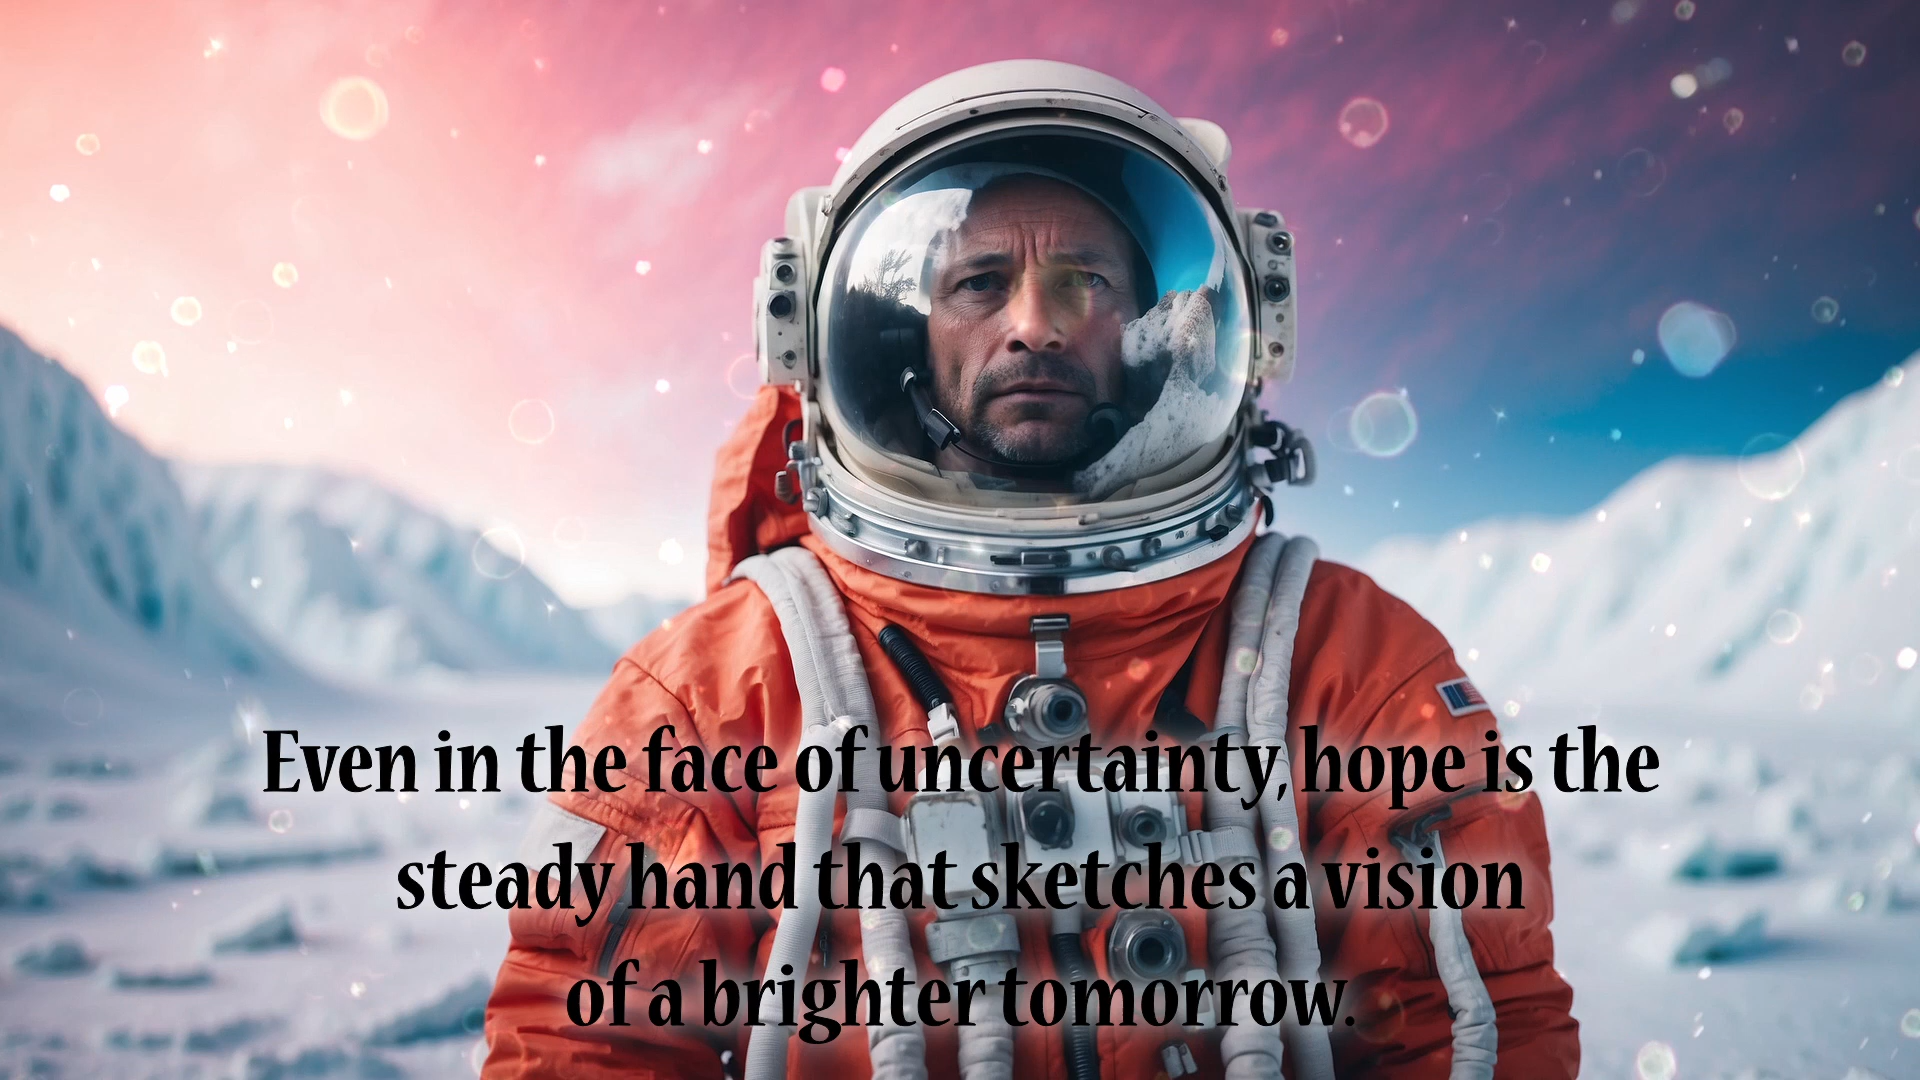 Even in the face of uncertainty, hope is the
steady hand that sketches a vision
of a brighter tomorrow.